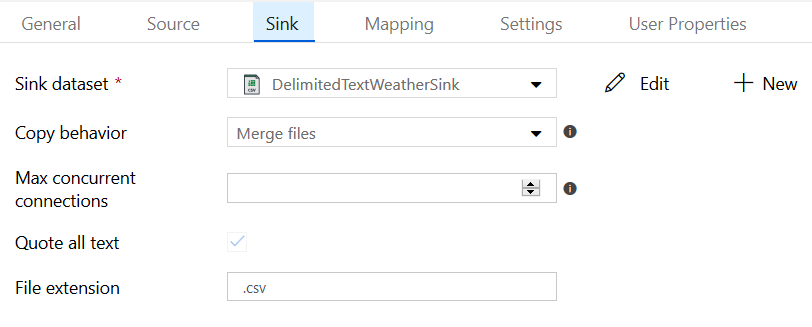 General Source Sink Mapping Settings User Properties
Sink dataset * CSV DelimitedTextWeatherSink Edit + New
Copy behavior Merge files
Max concurrent
connections
Quote all text
File extension .csv